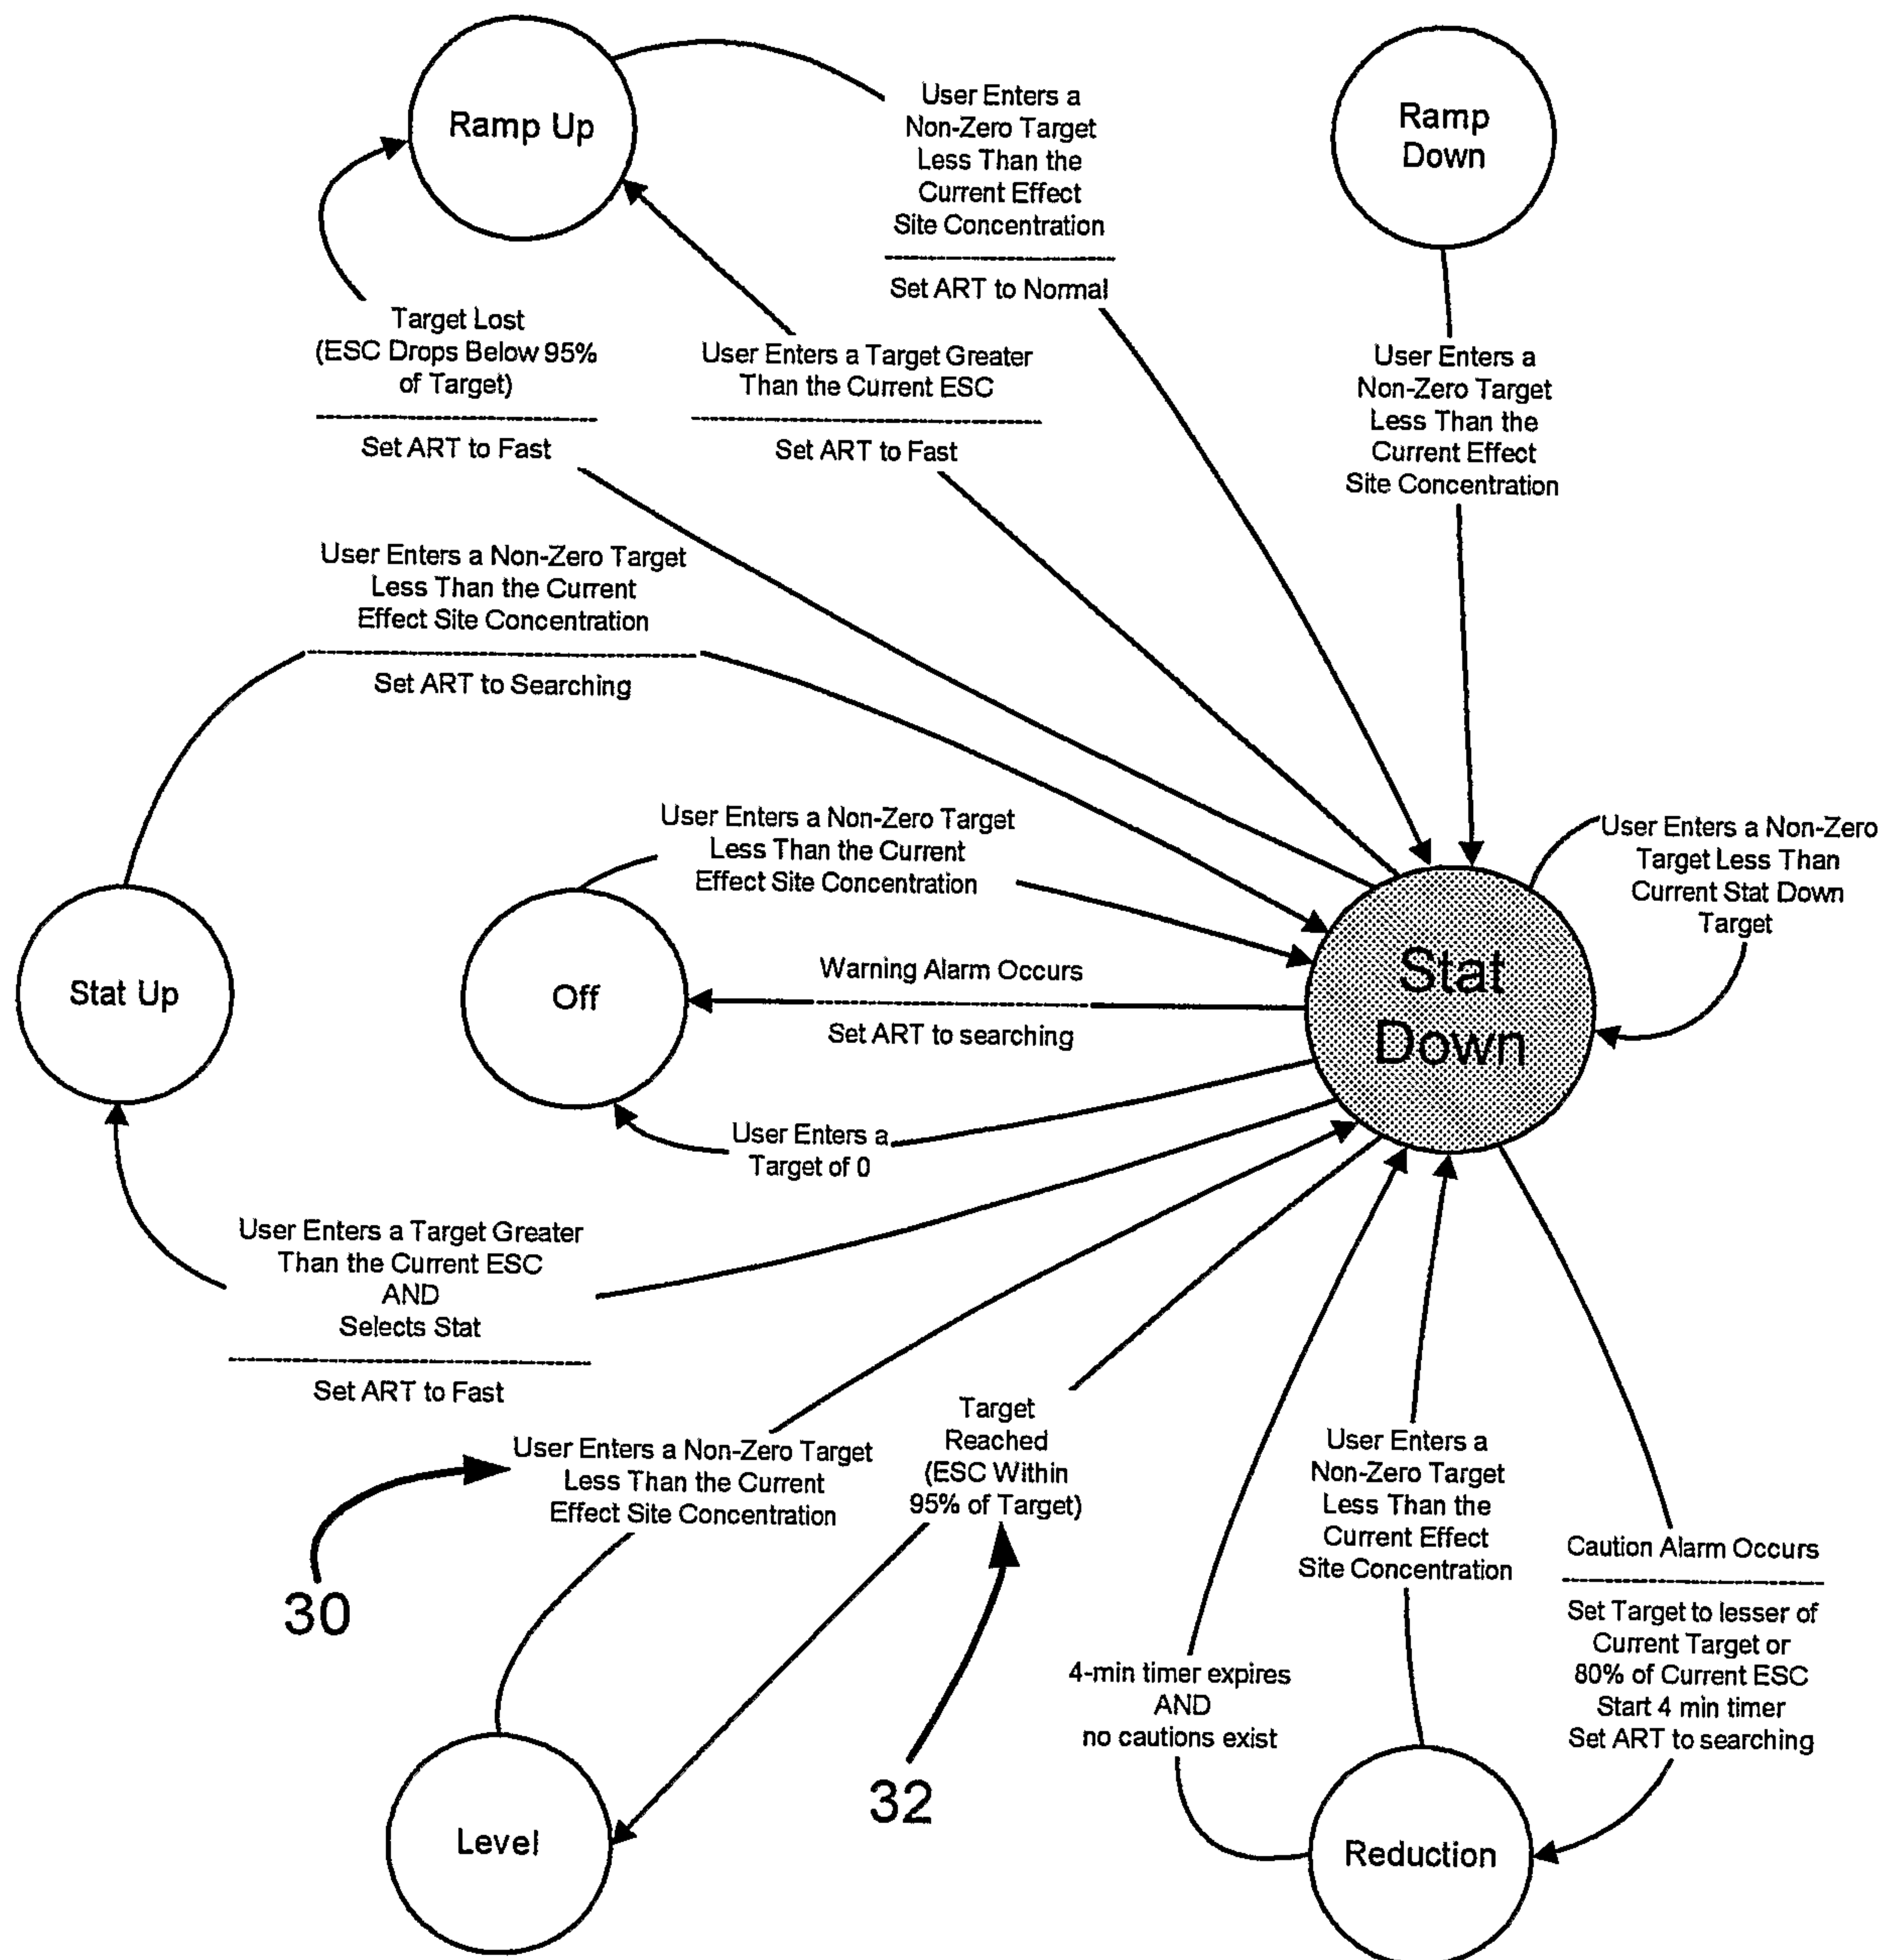 Ramp Up
User Enters a
Non-Zero Target
Less Than the
Current Effect
Site Concentration
Set ART to Normal
Ramp
Down
Target Lost
(ESC Drops Below 95%
of Target)
Set ART to Fast
User Enters a Target Greater
Than the Current ESC
Set ART to Fast
User Enters a
Non-Zero Target
Less Than the
Current Effect
Site Concentration
User Enters a Non-Zero Target
Less Than the Current
Effect Site Concentration
Set ART to Searching
User Enters a Non-Zero Target
Less Than the Current
Effect Site Concentration
User Enters a Non-Zero
Target Less Than
Current Stat Down
Target
Stat Up
Off
Warning Alarm Occurs
Set ART to searching
Stat
Down
User Enters a
Target of 0
User Enters a Target Greater
Than the Current ESC
AND
Selects Stat
Set ART to Fast
User Enters a Non-Zero Target
Less Than the Current
Effect Site Concentration
30
Target
Reached
(ESC Within
95% of Target)
32
User Enters a
Non-Zero Target
Less Than the
Current Effect
Site Concentration
Caution Alarm Occurs
Set Target to lesser of
Current Target or
80% of Current ESC
Start 4 min timer
Set ART to searching
4-min timer expires
AND
no cautions exist
Level
Reduction